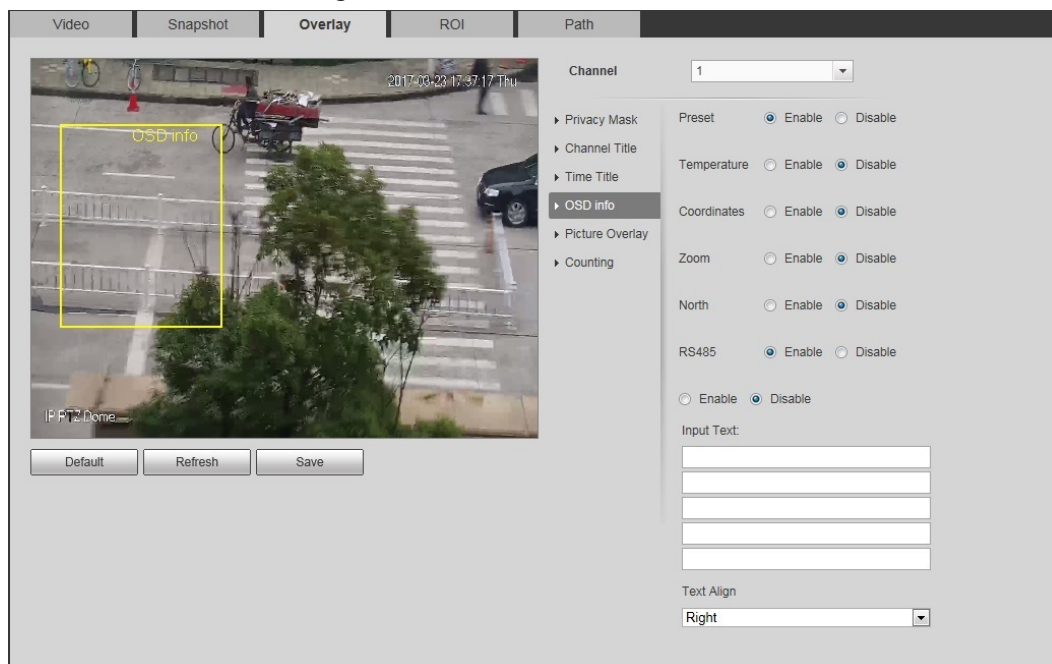 Video Snapshot Overlay ROI Path
2017-03-23 17:37:17 Thu
OSD info
IP PTZ Dome
Default Refresh Save
Channel 1
Privacy Mask
Channel Title
Time Title
OSD info
Picture Overlay
Counting
Preset Enable Disable
Temperature Enable Disable
Coordinates Enable Disable
Zoom Enable Disable
North Enable Disable
RS485 Enable Disable
Enable Disable
Input Text:
Text Align
Right